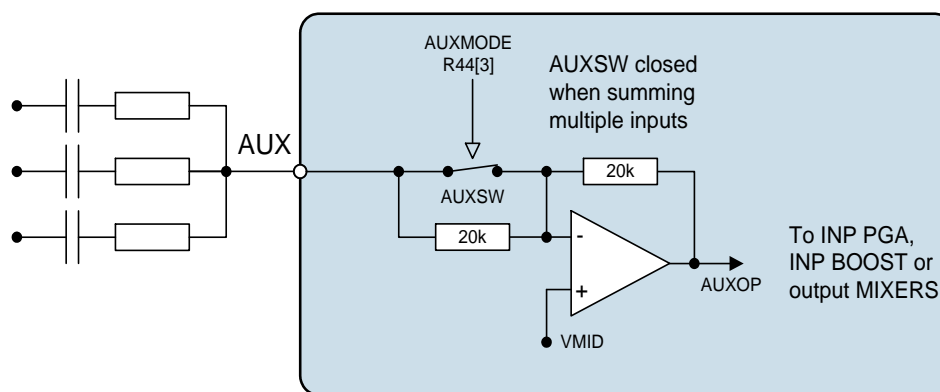 AUXMODE
R44[3]
AUXSW closed
when summing
multiple inputs
AUX
AUXSW
20k
20k
-
+
VMID
AUXOP
To INP PGA,
INP BOOST or
output MIXERS